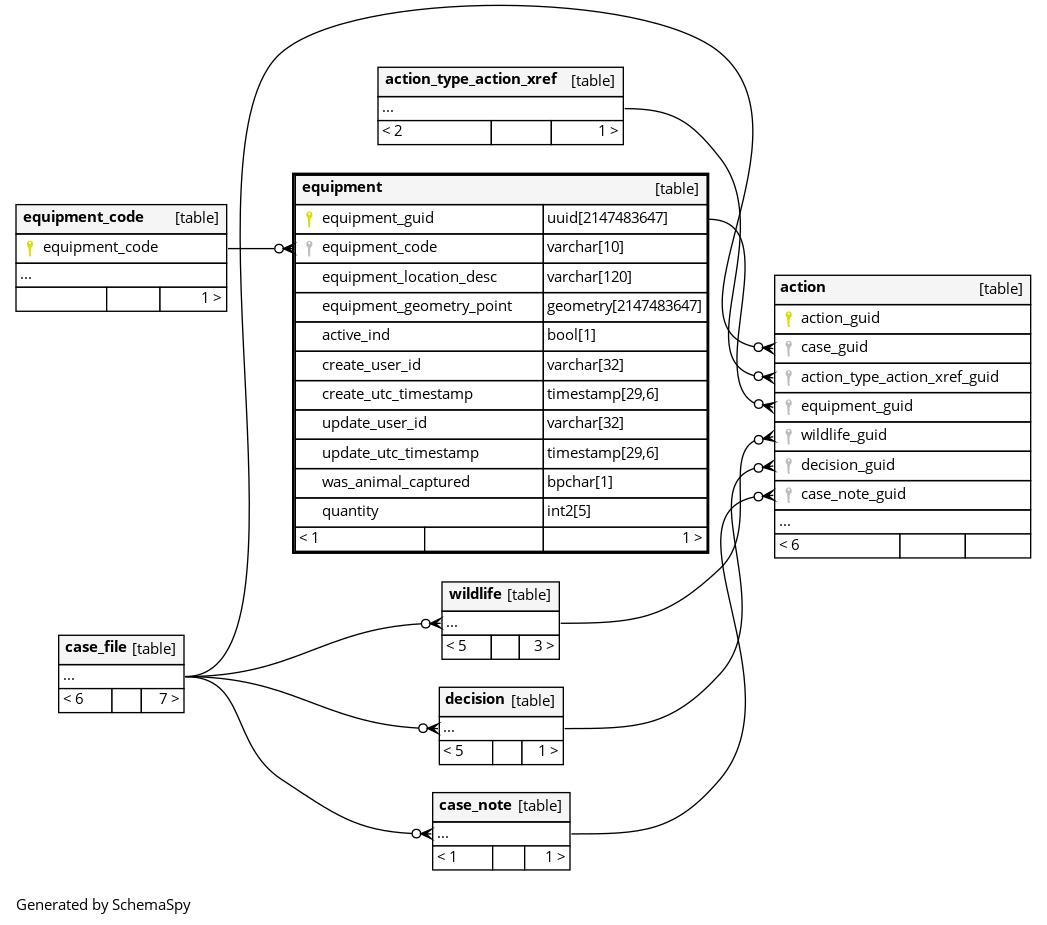 action_type_action_xref [table]
...
< 2 1 >
equipment [table]
equipment_guid uuid[2147483647]
equipment_code varchar[10]
equipment_location_desc varchar[120]
equipment_geometry_point geometry[2147483647]
active_ind bool[1]
create_user_id varchar[32]
create_utc_timestamp timestamp[29,6]
update_user_id varchar[32]
update_utc_timestamp timestamp[29,6]
was_animal_captured bpchar[1]
quantity int2[5]
< 1 1 >
equipment_code [table]
equipment_code
...
1 >
action [table]
action_guid
case_guid
action_type_action_xref_guid
equipment_guid
wildlife_guid
decision_guid
case_note_guid
...
< 6
wildlife [table]
...
< 5 3 >
case_file [table]
...
< 6 7 >
decision [table]
...
< 5 1 >
case_note [table]
...
< 1 1 >
Generated by SchemaSpy